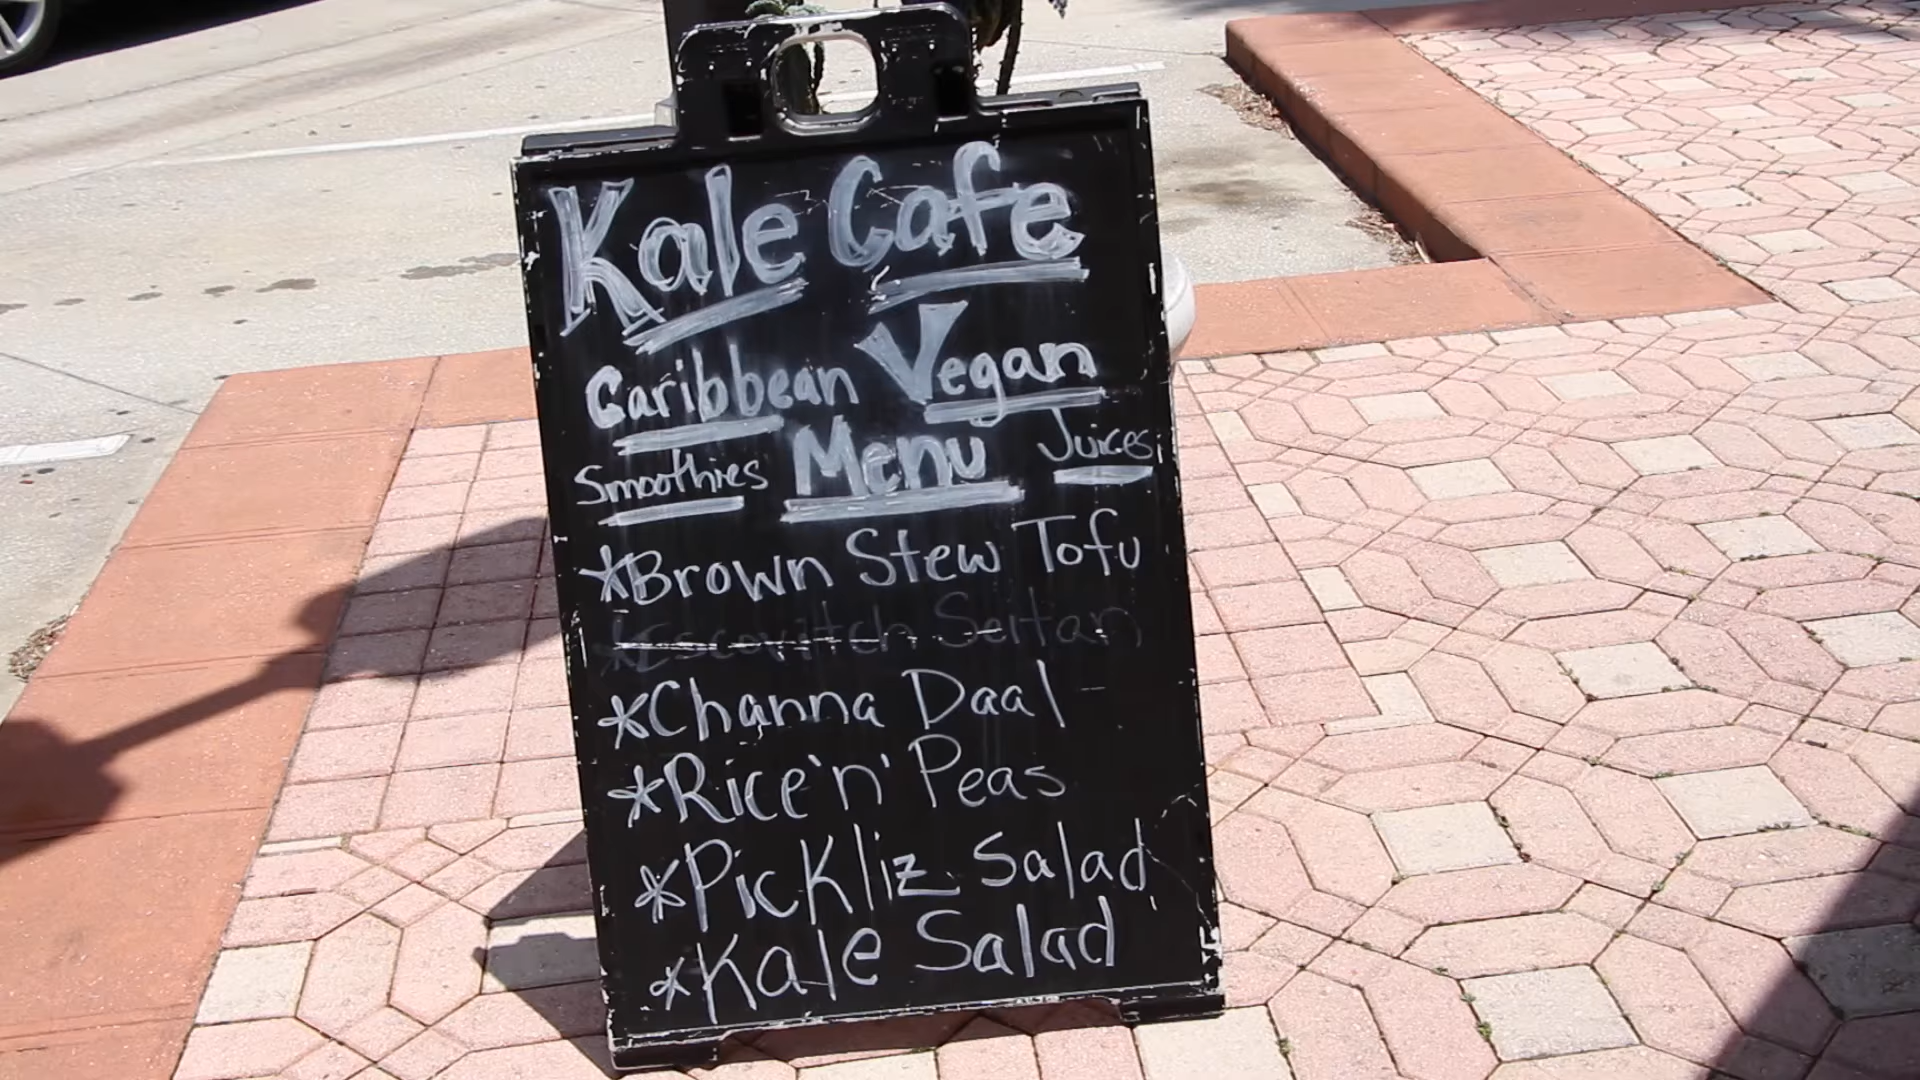 Kale Cafe
Caribbean Vegan
Smoothies Menu Juices
*Brown Stew Tofu
*Escovitch Seitan
*Channa Daal
*Rice 'n' Peas
*PicKliz Salad
*Kale Salad